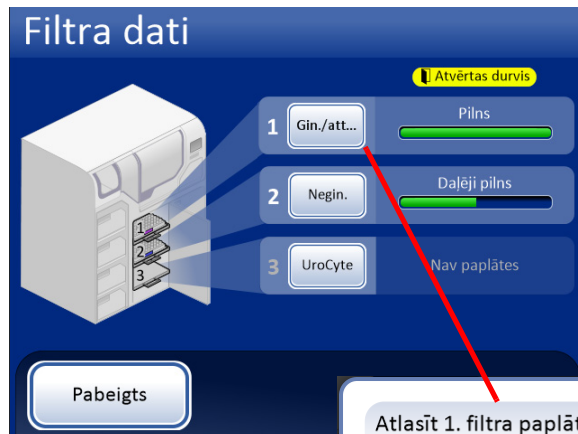 Filtra dati
Atvērtas durvis
1 Gin./att... Pilns
2 Negin. Daļēji pilns
3 UroCyte Nav paplātes
1
2
3
Pabeigts
Atlasīt 1. filtra